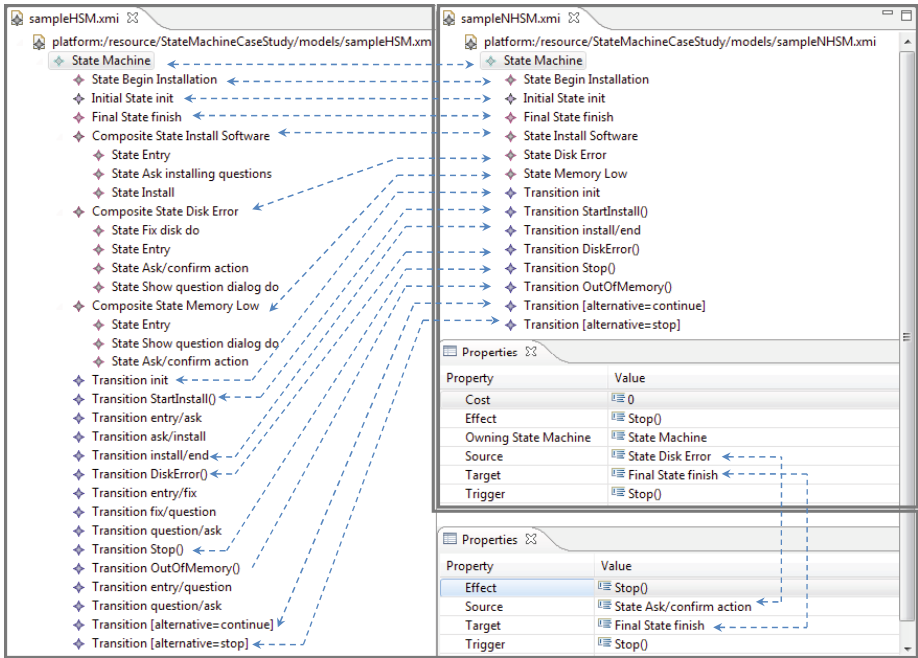 sampleHSM.xmi
platform:/resource/StateMachineCaseStudy/models/sampleHSM.xm
State Machine
State Begin Installation
Initial State init
Final State finish
Composite State Install Software
State Entry
State Ask installing questions
State Install
Composite State Disk Error
State Fix disk do
State Entry
State Ask/confirm action
State Show question dialog do
Composite State Memory Low
State Entry
State Show question dialog do
State Ask/confirm action
Transition init
Transition StartInstall()
Transition entry/ask
Transition ask/install
Transition install/end
Transition DiskError()
Transition entry/fix
Transition fix/question
Transition question/ask
Transition Stop()
Transition OutOfMemory()
Transition entry/question
Transition question/ask
Transition [alternative=continue]
Transition [alternative=stop]
sampleNHSM.xmi
platform:/resource/StateMachineCaseStudy/models/sampleNHSM.xmi
State Machine
State Begin Installation
Initial State init
Final State finish
State Install Software
State Disk Error
State Memory Low
Transition init
Transition StartInstall()
Transition install/end
Transition DiskError()
Transition Stop()
Transition OutOfMemory()
Transition [alternative=continue]
Transition [alternative=stop]
Properties
Property Value
Cost 0
Effect Stop()
Owning State Machine State Machine
Source State Disk Error
Target Final State finish
Trigger Stop()
Properties
Property Value
Effect Stop()
Source State Ask/confirm action
Target Final State finish
Trigger Stop()